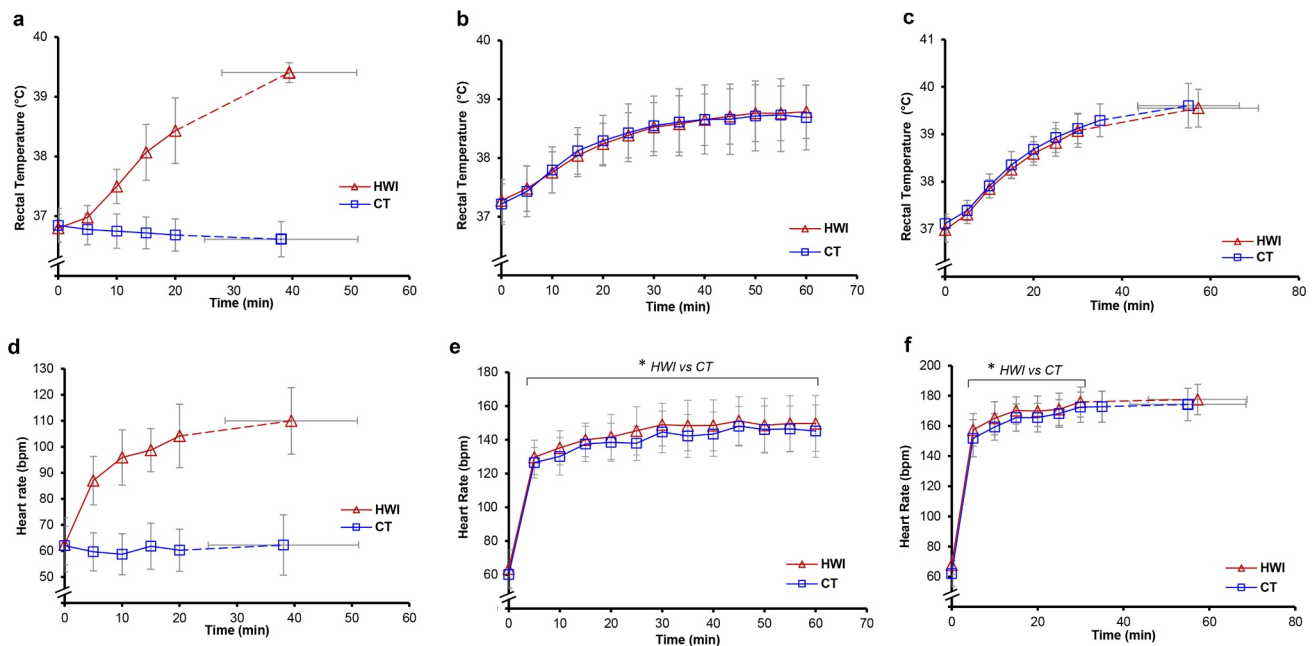 a
40
39
38
37
Rectal Temperature (°C)
HWI
CT
0 10 20 30 40 50 60
Time (min)
b
40
39
38
37
Rectal Temperature (°C)
HWI
CT
0 10 20 30 40 50 60 70
Time (min)
c
41
40
39
38
37
Rectal Temperature (°C)
HWI
CT
0 20 40 60 80
Time (min)
d
130
120
110
100
90
80
70
60
50
Heart rate (bpm)
HWI
CT
0 10 20 30 40 50 60
Time (min)
e
* HWI vs CT
180
160
140
120
100
80
60
Heart Rate (bpm)
HWI
CT
0 5 10 15 20 25 30 35 40 45 50 55 60
Time (min)
f
* HWI vs CT
200
180
160
140
120
100
80
60
Heart Rate (bpm)
HWI
CT
0 20 40 60 80
Time (min)